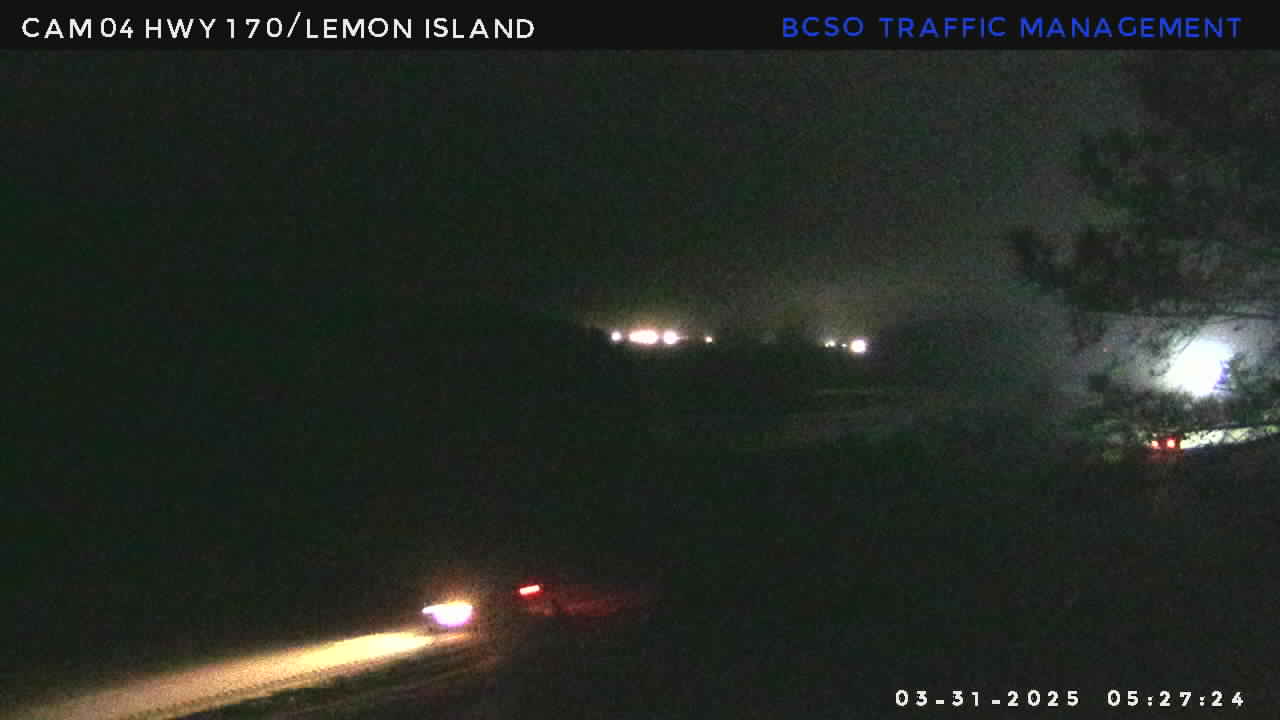 CAM04 HWY 170/LEMON ISLAND
BCSO TRAFFIC MANAGEMENT
03-31-2025 05:27:24